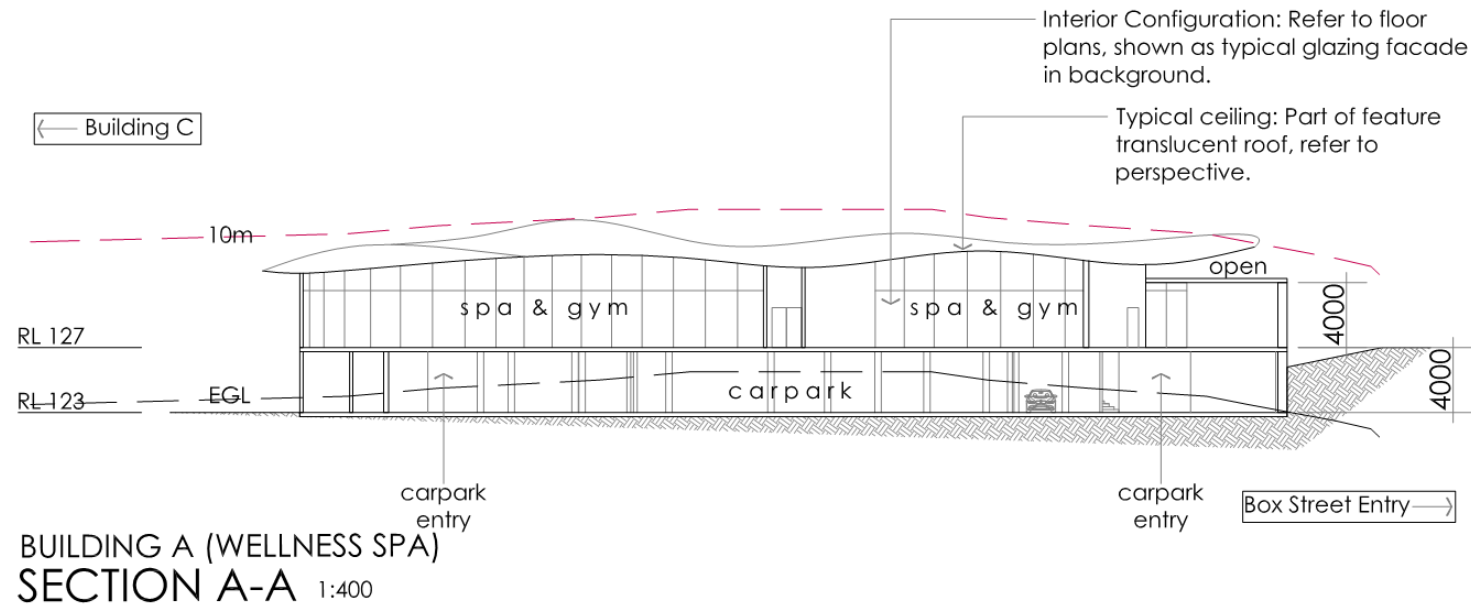 Interior Configuration: Refer to floor
plans, shown as typical glazing facade
in background.
Building C
Typical ceiling: Part of feature
translucent roof, refer to
perspective.
10m
open
spa & gym
spa & gym
4000
RL 127
4000
EGL
carpark
RL 123
carpark
entry
carpark
entry
Box Street Entry
BUILDING A (WELLNESS SPA)
SECTION A-A 1:400